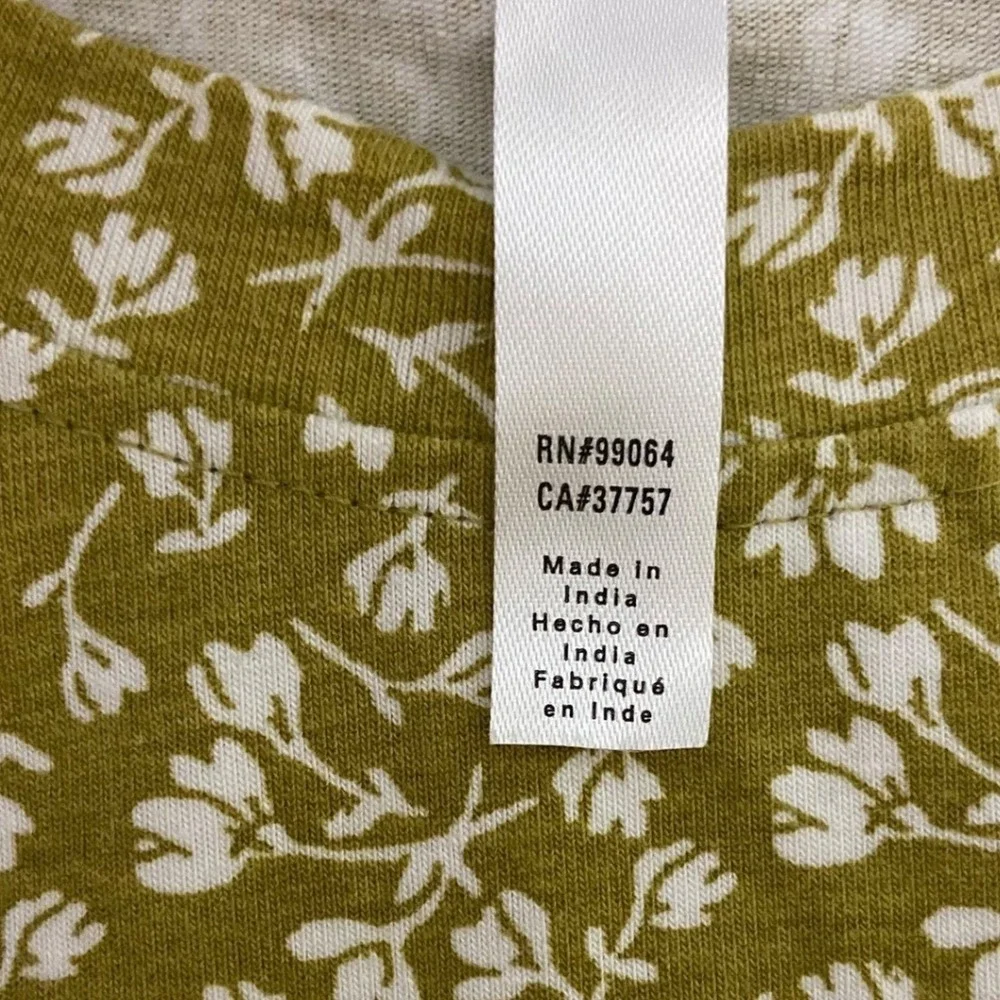 RN#99064
CA#37757
Made in
India
Hecho en
India
Fabriqué
en Inde